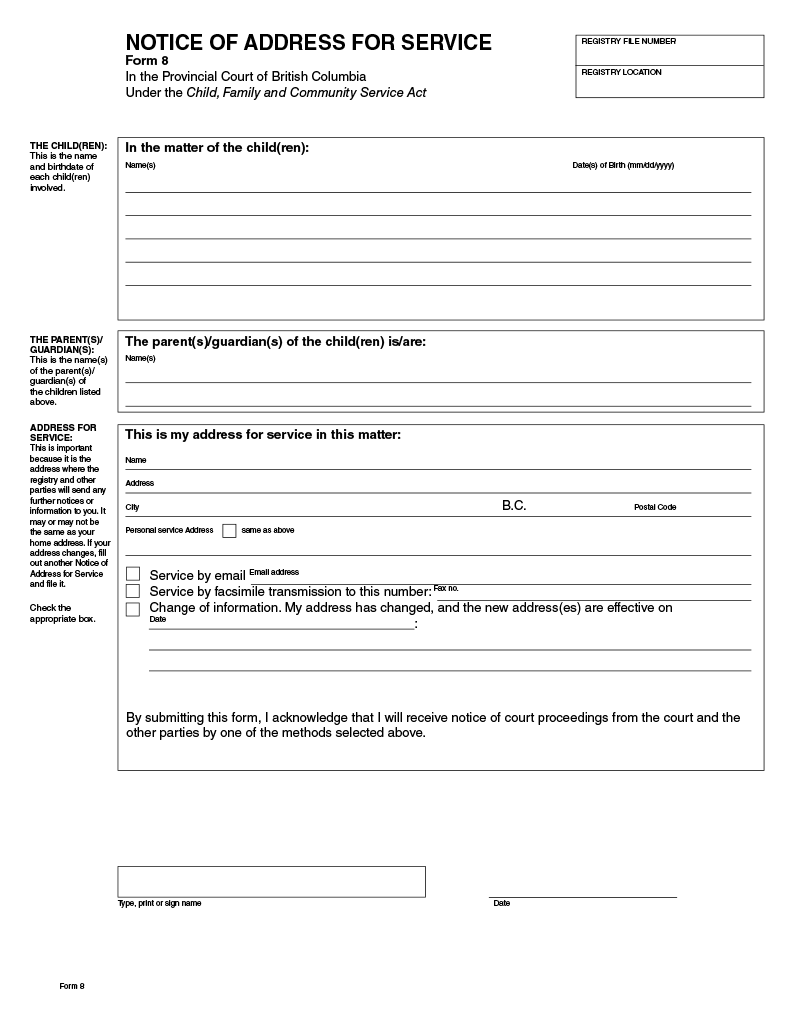 NOTICE OF ADDRESS FOR SERVICE
Form 8
In the Provincial Court of British Columbia
Under the Child, Family and Community Service Act
REGISTRY FILE NUMBER
REGISTRY LOCATION
THE CHILD(REN):
This is the name
and birthdate of
each child(ren)
involved.
In the matter of the child(ren):
Name(s) Date(s) of Birth (mm/dd/yyyy)
THE PARENT(S)/
GUARDIAN(S):
This is the name(s)
of the parent(s)/
guardian(s) of
the children listed
above.
The parent(s)/guardian(s) of the child(ren) is/are:
Name(s)
ADDRESS FOR
SERVICE:
This is important
because it is the
address where the
registry and other
parties will send any
further notices or
information to you. It
may or may not be
the same as your
home address. If your
address changes, fill
out another Notice of
Address for Service
and file it.
Check the
appropriate box.
This is my address for service in this matter:
Name
Address
City B.C. Postal Code
Personal service Address same as above
Service by email Email address
Service by facsimile transmission to this number: Fax no.
Change of information. My address has changed, and the new address(es) are effective on
Date :
By submitting this form, I acknowledge that I will receive notice of court proceedings from the court and the
other parties by one of the methods selected above.
Type, print or sign name
Date
Form 8